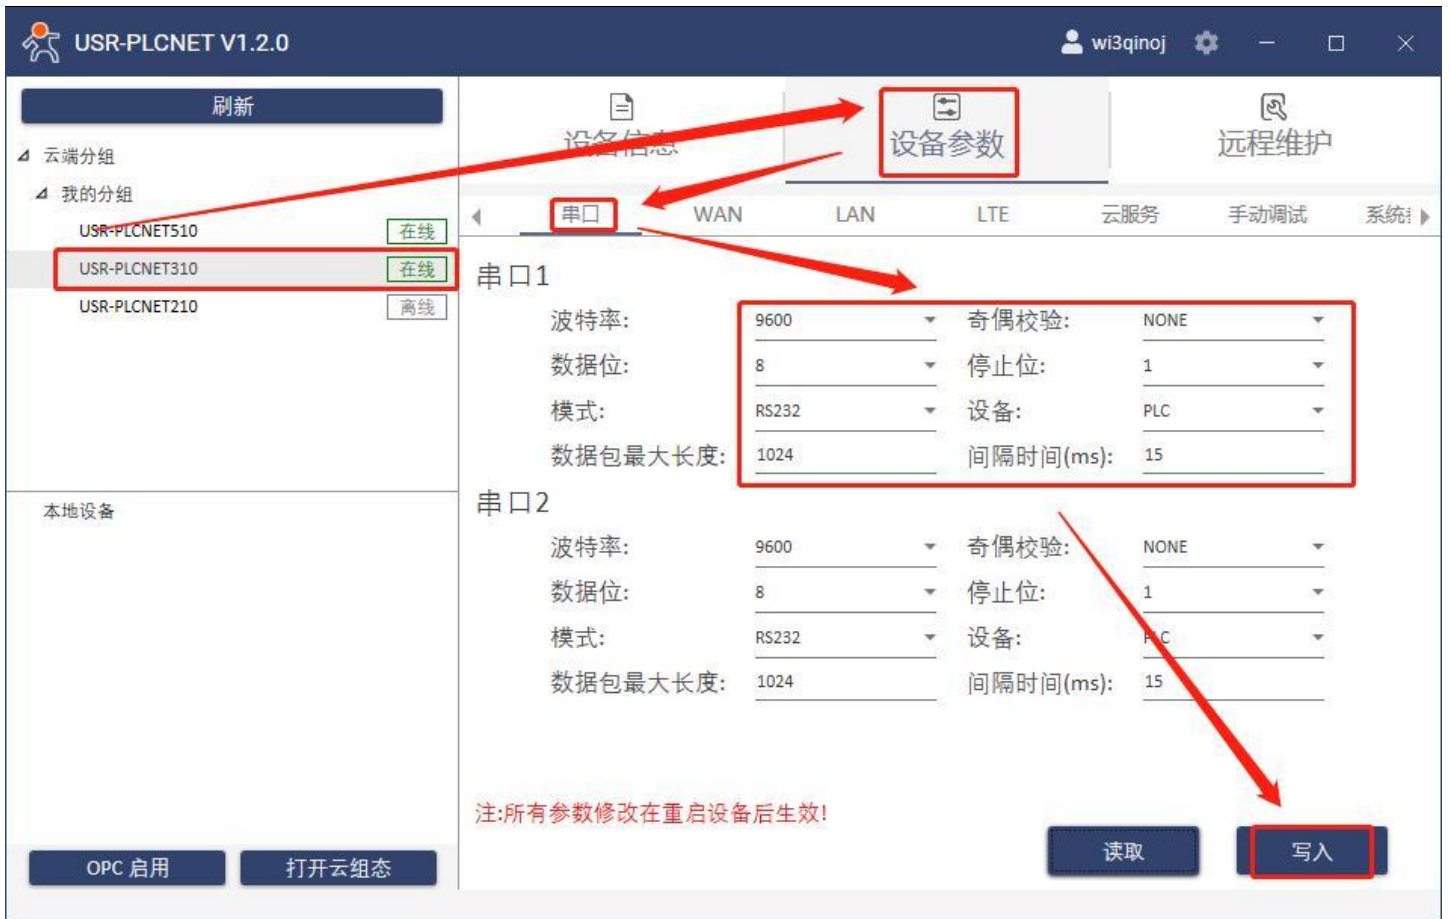 USR-PLCNET V1.2.0
wi3qinoj
刷新
云端分组
我的分组
USR-PLCNET510 在线
USR-PLCNET310 在线
USR-PLCNET210 离线
本地设备
OPC 启用 打开云组态
设备信息 设备参数 远程维护
串口 WAN LAN LTE 云服务 手动调试 系统
串口1
波特率: 9600 奇偶校验: NONE
数据位: 8 停止位: 1
模式: RS232 设备: PLC
数据包最大长度: 1024 间隔时间(ms): 15
串口2
波特率: 9600 奇偶校验: NONE
数据位: 8 停止位: 1
模式: RS232 设备: PLC
数据包最大长度: 1024 间隔时间(ms): 15
注:所有参数修改在重启设备后生效!
读取 写入